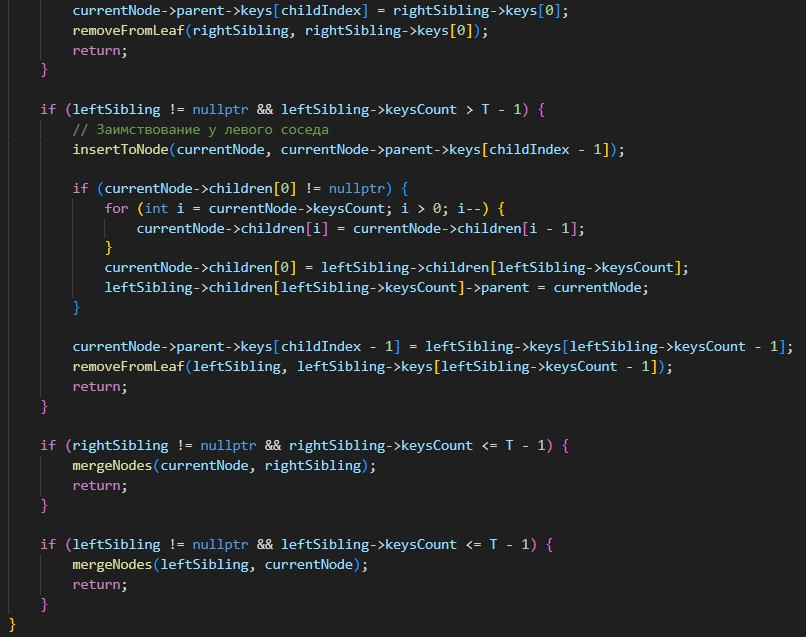 currentNode->parent->keys[childIndex] = rightSibling->keys[0];
removeFromLeaf(rightSibling, rightSibling->keys[0]);
return;
}
if (leftSibling != nullptr && leftSibling->keysCount > T - 1) {
// Заимствование у левого соседа
insertToNode(currentNode, currentNode->parent->keys[childIndex - 1]);
if (currentNode->children[0] != nullptr) {
for (int i = currentNode->keysCount; i > 0; i--) {
currentNode->children[i] = currentNode->children[i - 1];
}
currentNode->children[0] = leftSibling->children[leftSibling->keysCount];
leftSibling->children[leftSibling->keysCount]->parent = currentNode;
}
currentNode->parent->keys[childIndex - 1] = leftSibling->keys[leftSibling->keysCount - 1];
removeFromLeaf(leftSibling, leftSibling->keys[leftSibling->keysCount - 1]);
return;
}
if (rightSibling != nullptr && rightSibling->keysCount <= T - 1) {
mergeNodes(currentNode, rightSibling);
return;
}
if (leftSibling != nullptr && leftSibling->keysCount <= T - 1) {
mergeNodes(leftSibling, currentNode);
return;
}
}